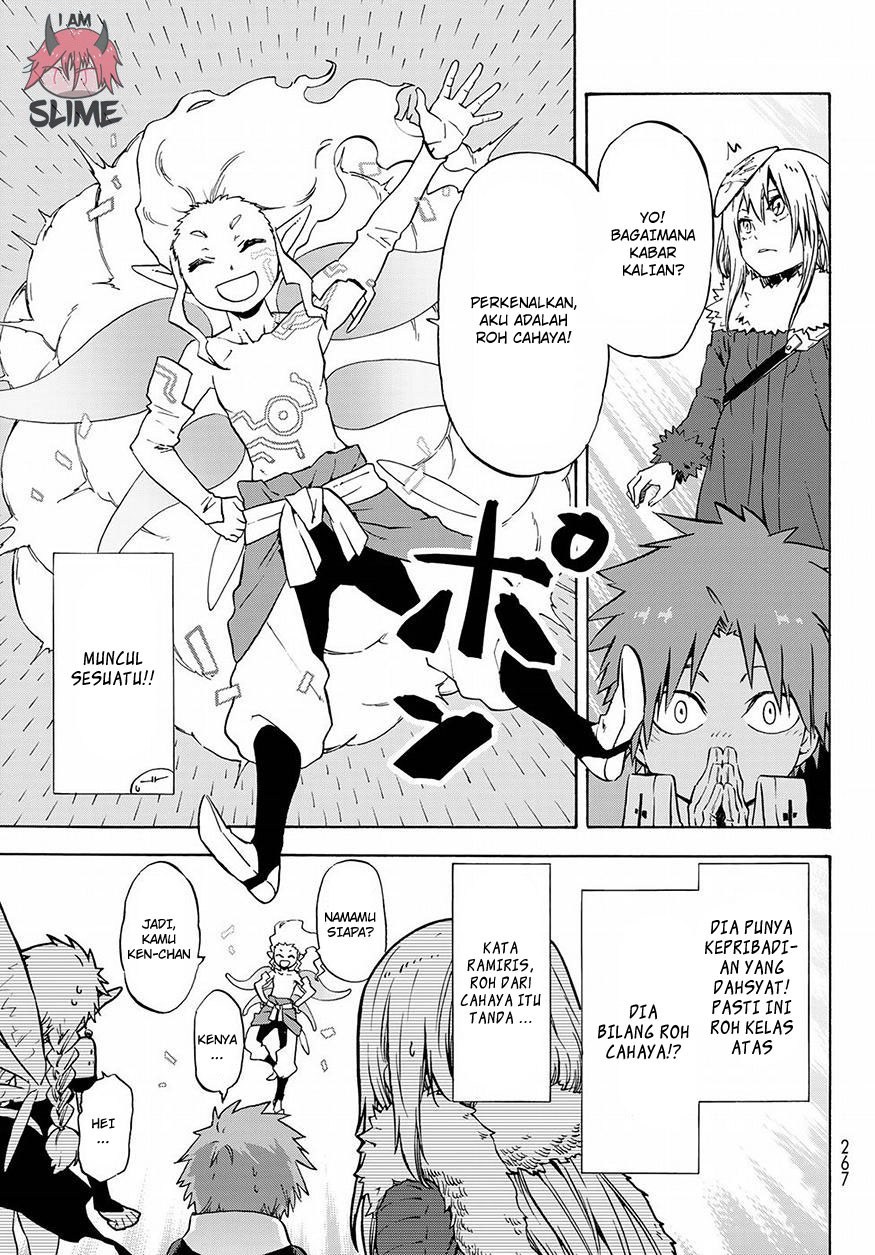 I AM
SLIME
YO!
BAGAIMANA
KABAR
KALIAN?
PERKENALKAN,
AKU ADALAH
ROH CAHAYA!
ポン
MUNCUL
SESUATU!!
DIA PUNYA
KEPRIBADI-
AN YANG
DAHSYAT!
PASTI INI
ROH KELAS
ATAS
DIA
BILANG ROH
CAHAYA!?
KATA
RAMIRIS,
ROH DARI
CAHAYA ITU
TANDA ...
NAMAMU
SIAPA?
KENYA
...
JADI,
KAMU
KEN-CHAN
HEI
...
267